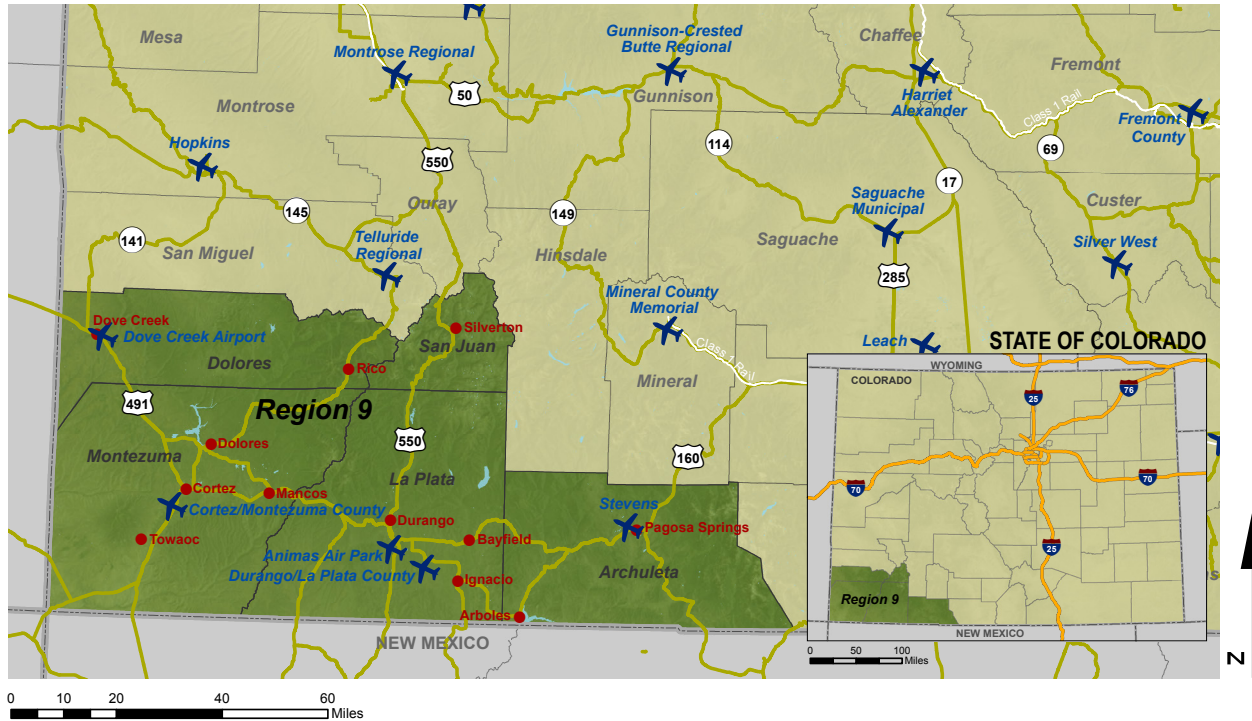 Mesa
Montrose Regional
Gunnison-Crested
Butte Regional
Chaffee
Fremont
50
Montrose
Gunnison
Harriet
Alexander
Class 1 Rail
Fremont
County
Hopkins
550
114
69
145
149
Ouray
17
Saguache
Municipal
Custer
141
San Miguel
Telluride
Regional
Hinsdale
Saguache
Silver West
285
Mineral County
Memorial
Dove Creek
Dove Creek Airport
Silverton
San Juan
Leach
Class 1 Rail
Dolores
Rico
Mineral
491
Region 9
550
Dolores
160
Montezuma
La Plata
Cortez
Mancos
Cortez/Montezuma County
Durango
Stevens
Pagosa Springs
Towaoc
Bayfield
Animas Air Park
Durango/La Plata County
Ignacio
Archuleta
Arboles
NEW MEXICO
STATE OF COLORADO
WYOMING
COLORADO
25
76
70
70
25
Region 9
NEW MEXICO
0 50 100
Miles
N
0 10 20 40 60
Miles